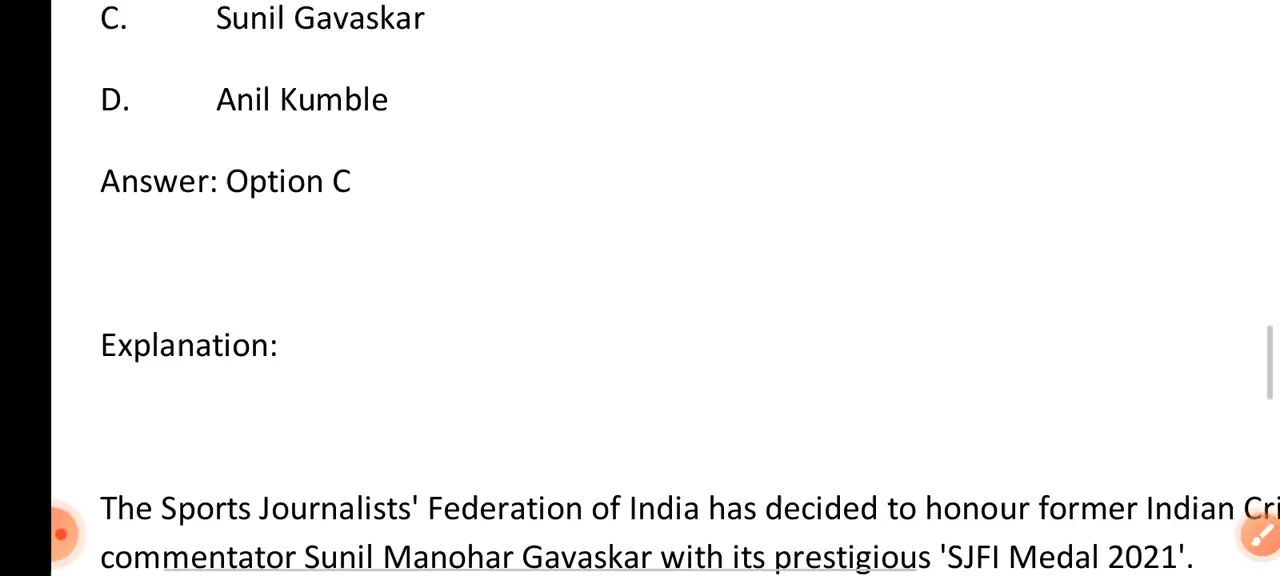 C. Sunil Gavaskar
D. Anil Kumble
Answer: Option C
Explanation:
The Sports Journalists' Federation of India has decided to honour former Indian
commentator Sunil Manohar Gavaskar with its prestigious 'SJFI Medal 2021'.